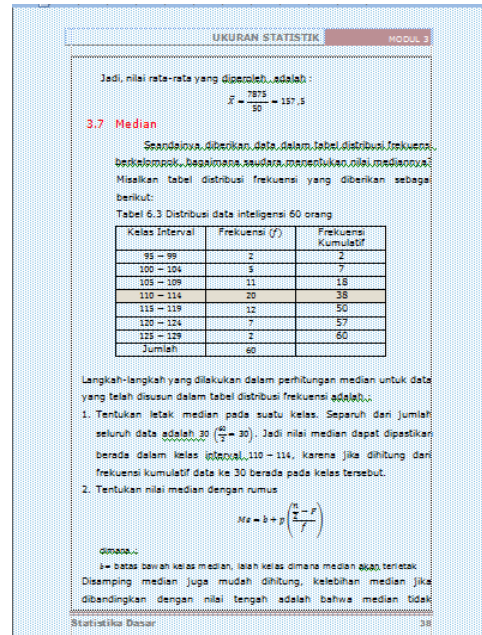 UKURAN STATISTIK MODUL 3
Jadi, nilai rata-rata yang diperoleh adalah :
X̄ = 7875/50 = 157,5
3.7 Median
Seandainya diberikan data dalam tabel distribusi frekuensi
berkelompok, bagaimana saudara menentukan nilai mediannya?
Misalkan tabel distribusi frekuensi yang diberikan sebagai
berikut:
Tabel 6.3 Distribusi data inteligensi 60 orang
Kelas Interval Frekuensi (f) Frekuensi
Kumulatif
95 – 99 2 2
100 – 104 5 7
105 – 109 11 18
110 – 114 20 38
115 – 119 12 50
120 – 124 7 57
125 – 129 2 60
Jumlah 60
Langkah-langkah yang dilakukan dalam perhitungan median untuk data
yang telah disusun dalam tabel distribusi frekuensi adalah :
1. Tentukan letak median pada suatu kelas. Separuh dari jumlah
seluruh data adalah 30 (60/2 = 30). Jadi nilai median dapat dipastikan
berada dalam kelas interval 110 – 114, karena jika dihitung dari
frekuensi kumulatif data ke 30 berada pada kelas tersebut.
2. Tentukan nilai median dengan rumus
Me = b + p((n/2 − F)/f)
dimana :
b= batas bawah kelas median, ialah kelas dimana median akan terletak
Disamping median juga mudah dihitung, kelebihan median jika
dibandingkan dengan nilai tengah adalah bahwa median tidak
Statistika Dasar 38